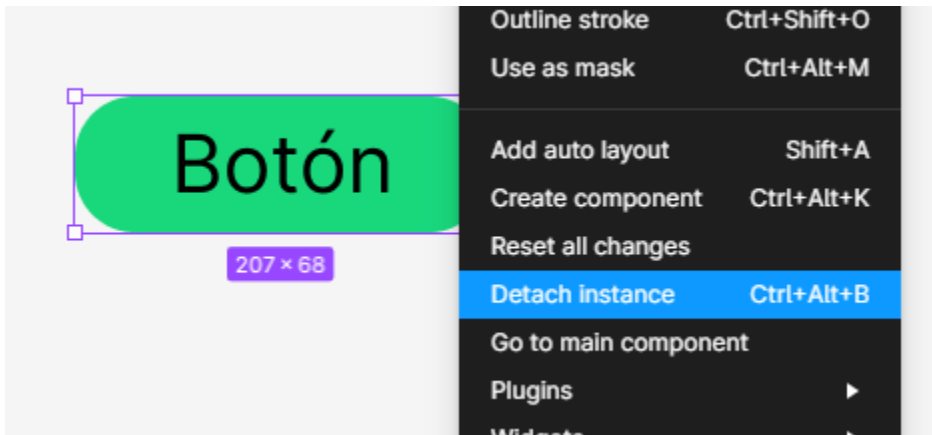 Outline stroke Ctrl+Shift+O
Use as mask Ctrl+Alt+M
Add auto layout Shift+A
Create component Ctrl+Alt+K
Reset all changes
Detach instance Ctrl+Alt+B
Go to main component
Plugins
Widgets
Botón
207 × 68